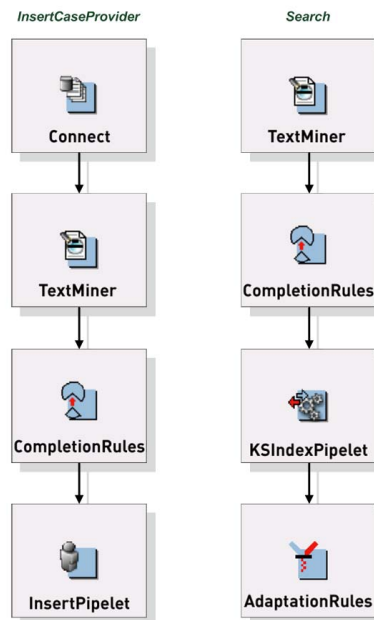 InsertCaseProvider
Connect
TextMiner
CompletionRules
InsertPipelet
Search
TextMiner
CompletionRules
KSIndexPipelet
AdaptationRules